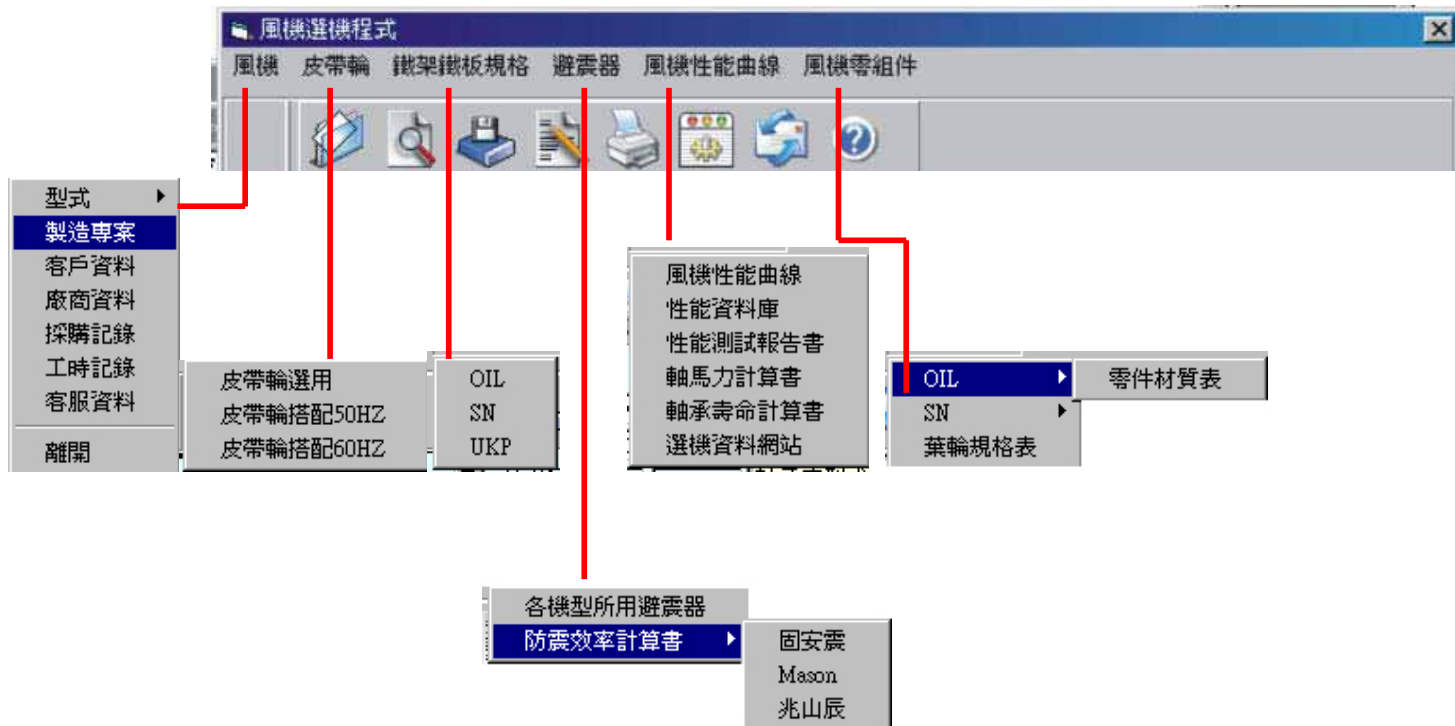 風機選機程式
風機 皮帶輪 鐵架鐵板規格 避震器 風機性能曲線 風機零組件
型式
製造專案
客戶資料
廠商資料
採購記錄
工時記錄
客服資料
離開
皮帶輪選用
皮帶輪搭配50HZ
皮帶輪搭配60HZ
OIL
SN
UKP
風機性能曲線
性能資料庫
性能測試報告書
軸馬力計算書
軸承壽命計算書
選機資料網站
OIL
SN
葉輪規格表
零件材質表
各機型所用避震器
防震效率計算書
固安震
Mason
兆山辰